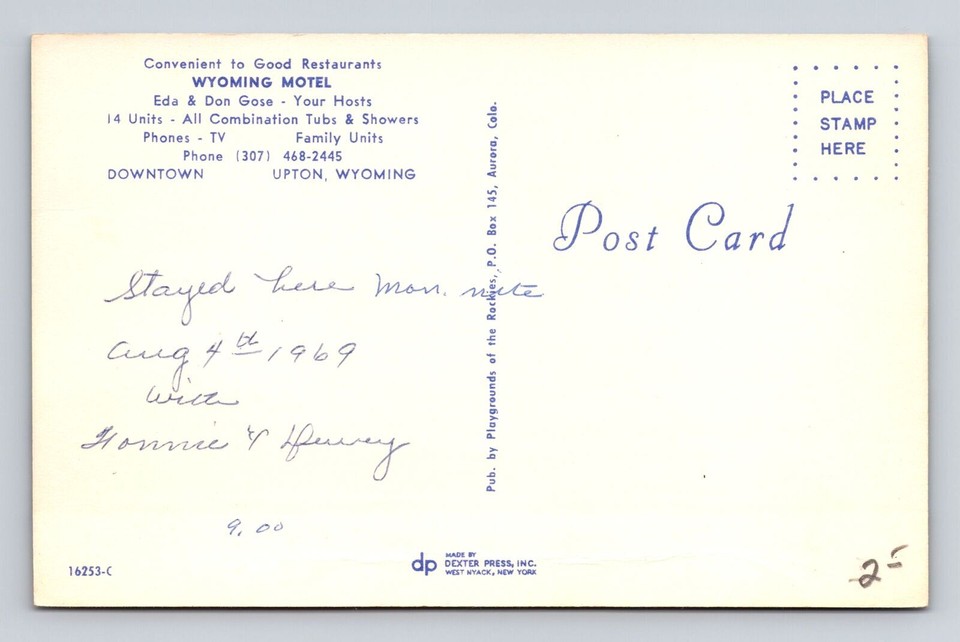 Convenient to Good Restaurants
WYOMING MOTEL
Eda & Don Gose - Your Hosts
14 Units - All Combination Tubs & Showers
Phones - TV Family Units
Phone (307) 468-2445
DOWNTOWN UPTON, WYOMING
Stayed here Mon. nite
Aug 4th 1969
with
& Dewey
9.00
16253-C
Pub. by Playgrounds of the Rockies, P.O. Box 145, Aurora, Colo.
dp
MADE BY
DEXTER PRESS, INC.
WEST NYACK, NEW YORK
PLACE
STAMP
HERE
Post Card
2-